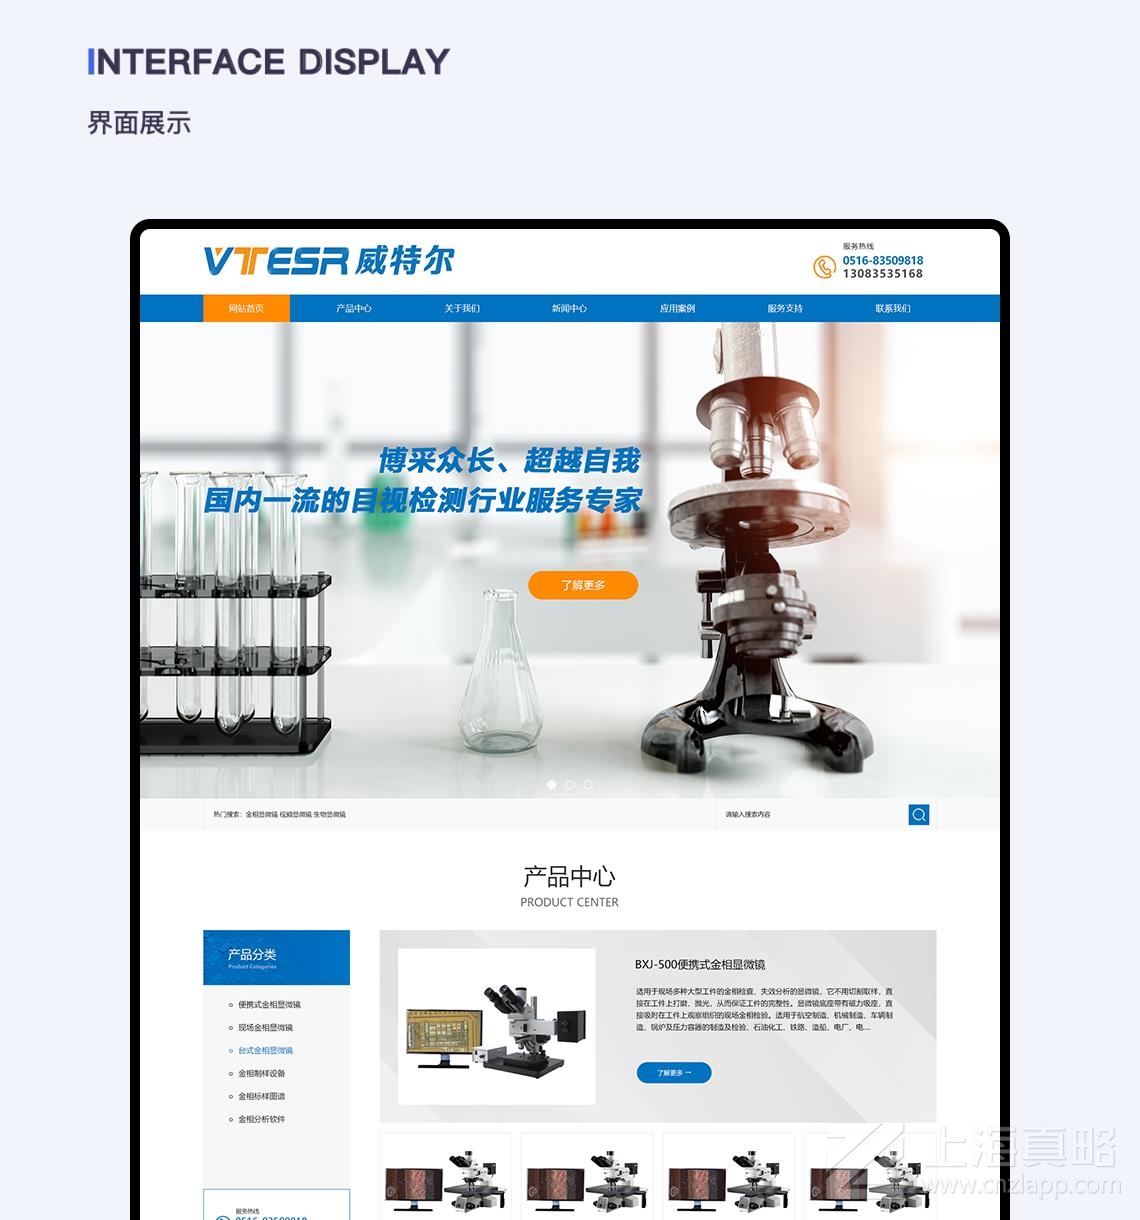 INTERFACE DISPLAY
界面展示
VTESR 威特尔
服务热线
0516-83509818
13083535168
网站首页
产品中心
关于我们
新闻中心
应用案例
服务支持
联系我们
博采众长、超越自我
国内一流的目视检测行业服务专家
了解更多
热门搜索：金相显微镜 视频显微镜 生物显微镜
请输入搜索内容
产品中心
PRODUCT CENTER
产品分类
Product Categories
便携式金相显微镜
现场金相显微镜
台式金相显微镜
金相制样设备
金相标样图谱
金相分析软件
BXJ-500便携式金相显微镜
适用于现场多种大型工件的金相检查、失效分析的显微镜，它不用切割取样，直
接在工件上打磨、抛光，从而保证工件的完整性。显微镜底座带有磁力吸座，直
接吸附在工件上观察组织的现场金相检验。适用于航空制造、机械制造、车辆制
造、锅炉及压力容器的制造及检验、石油化工、铁路、造船、电厂、电....
了解更多 →
服务热线
0516-83509818
上海真略
www.cnzlapp.com